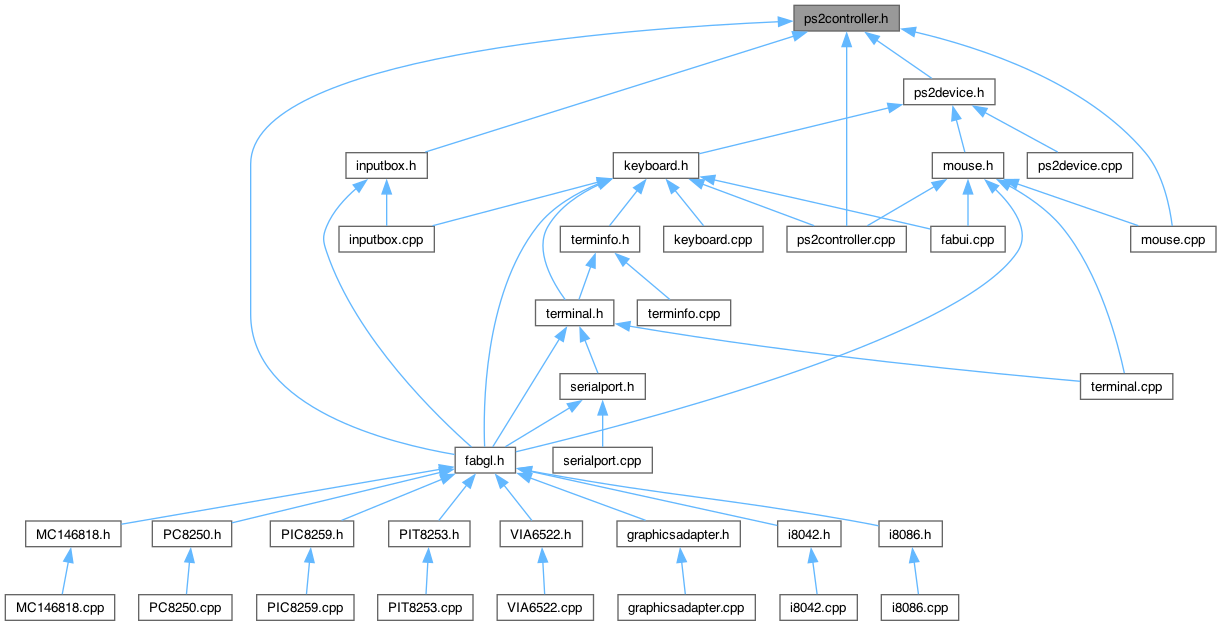 ps2controller.h
ps2device.h
inputbox.h
keyboard.h
mouse.h
ps2device.cpp
inputbox.cpp
terminfo.h
keyboard.cpp
ps2controller.cpp
fabui.cpp
mouse.cpp
terminal.h
terminfo.cpp
serialport.h
terminal.cpp
fabgl.h
serialport.cpp
MC146818.h
PC8250.h
PIC8259.h
PIT8253.h
VIA6522.h
graphicsadapter.h
i8042.h
i8086.h
MC146818.cpp
PC8250.cpp
PIC8259.cpp
PIT8253.cpp
VIA6522.cpp
graphicsadapter.cpp
i8042.cpp
i8086.cpp